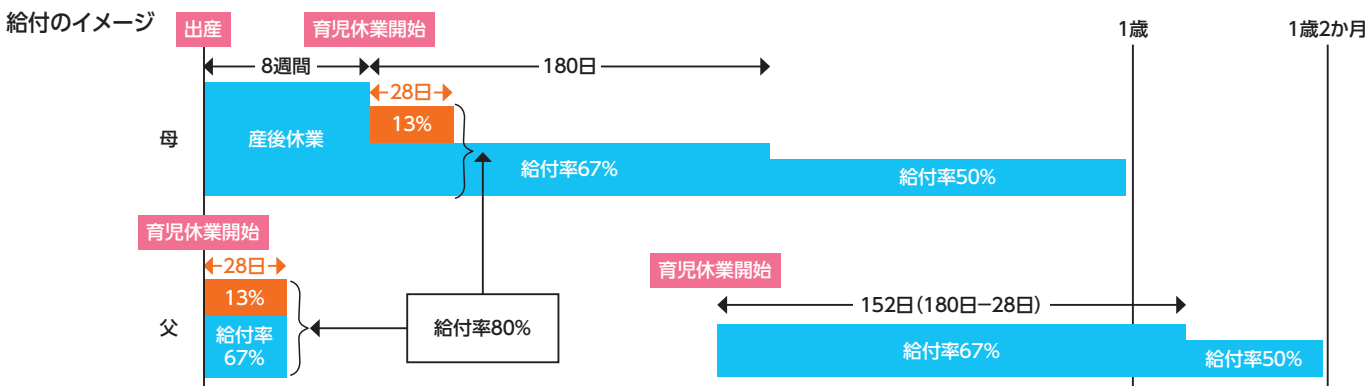 給付のイメージ
出産
育児休業開始
1歳
1歳2か月
8週間
180日
28日
13%
母
産後休業
給付率67%
給付率50%
育児休業開始
28日
13%
父
給付率
67%
給付率80%
育児休業開始
152日(180日−28日)
給付率67%
給付率50%